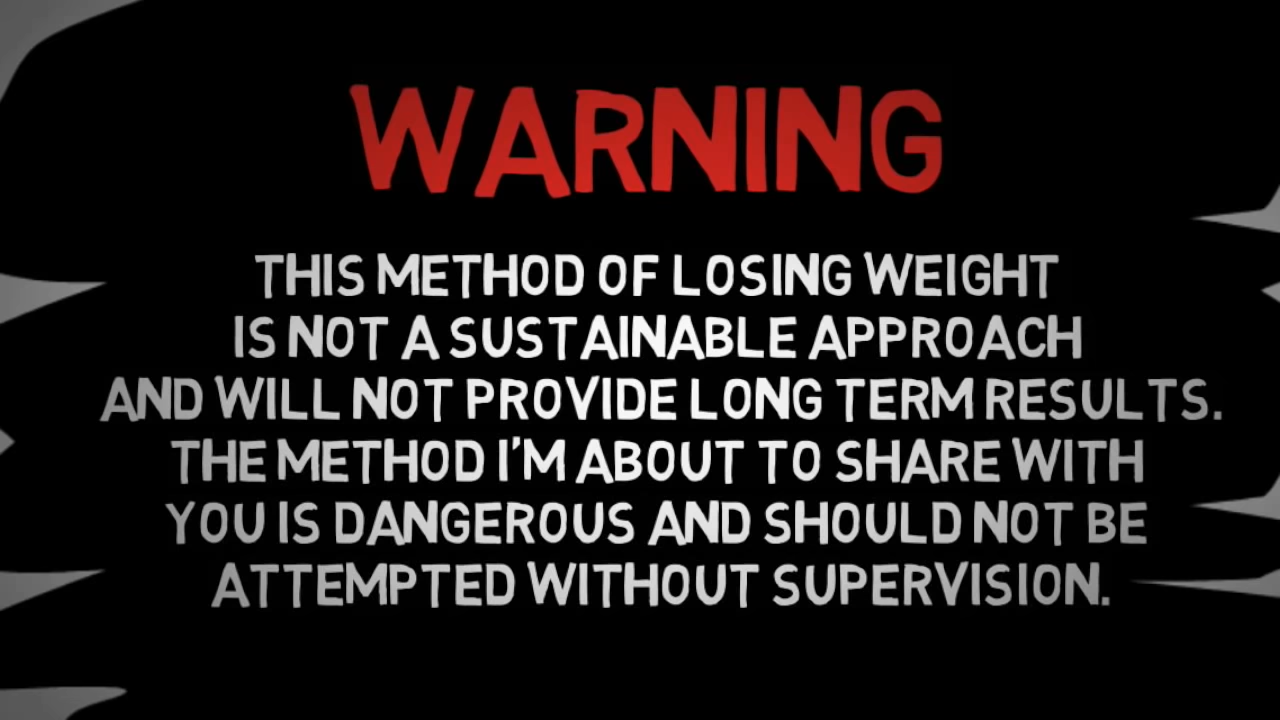 WARNING
THIS METHOD OF LOSING WEIGHT
IS NOT A SUSTAINABLE APPROACH
AND WILL NOT PROVIDE LONG TERM RESULTS.
THE METHOD I'M ABOUT TO SHARE WITH
YOU IS DANGEROUS AND SHOULD NOT BE
ATTEMPTED WITHOUT SUPERVISION.